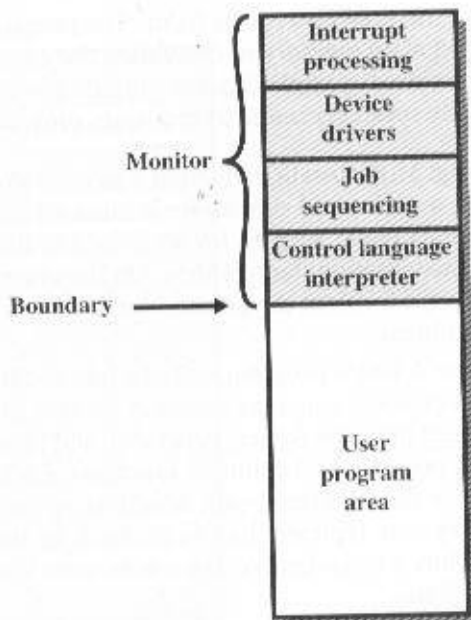 Interrupt
processing
Device
drivers
Monitor
Job
sequencing
Control language
interpreter
Boundary
User
program
area